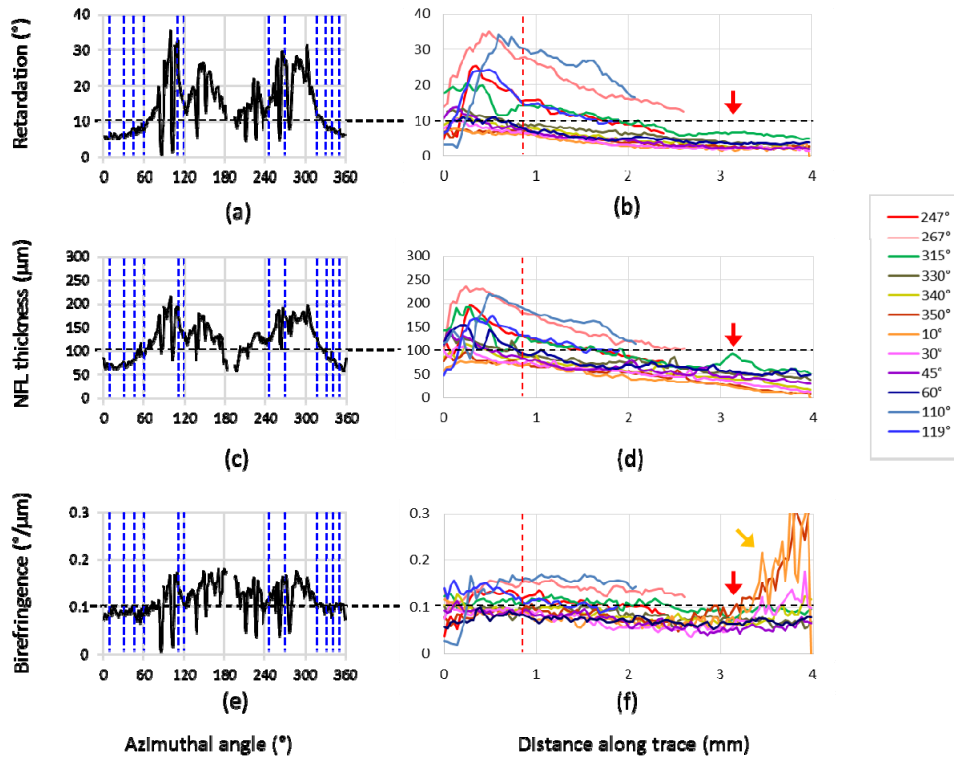 Retardation (°)
40
30
20
10
0
0 60 120 180 240 300 360
(a)
40
30
20
10
0
0 1 2 3 4
(b)
NFL thickness (μm)
300
250
200
150
100
50
0
0 60 120 180 240 300 360
(c)
300
250
200
150
100
50
0
0 1 2 3 4
(d)
247°
267°
315°
330°
340°
350°
10°
30°
45°
60°
110°
119°
Birefringence (°/μm)
0.3
0.2
0.1
0
0 60 120 180 240 300 360
(e)
0.3
0.2
0.1
0
0 1 2 3 4
(f)
Azimuthal angle (°)
Distance along trace (mm)